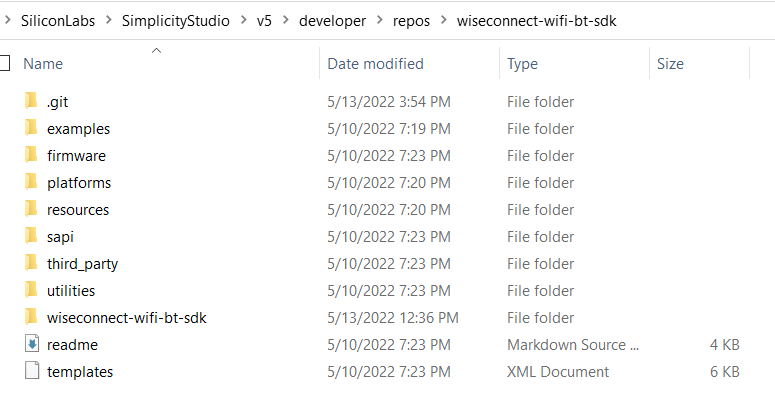 SiliconLabs > SimplicityStudio > v5 > developer > repos > wiseconnect-wifi-bt-sdk
Name Date modified Type Size
.git 5/13/2022 3:54 PM File folder
examples 5/10/2022 7:19 PM File folder
firmware 5/10/2022 7:23 PM File folder
platforms 5/10/2022 7:20 PM File folder
resources 5/10/2022 7:20 PM File folder
sapi 5/10/2022 7:23 PM File folder
third_party 5/10/2022 7:23 PM File folder
utilities 5/10/2022 7:23 PM File folder
wiseconnect-wifi-bt-sdk 5/13/2022 12:36 PM File folder
readme 5/10/2022 7:23 PM Markdown Source ... 4 KB
templates 5/10/2022 7:23 PM XML Document 6 KB